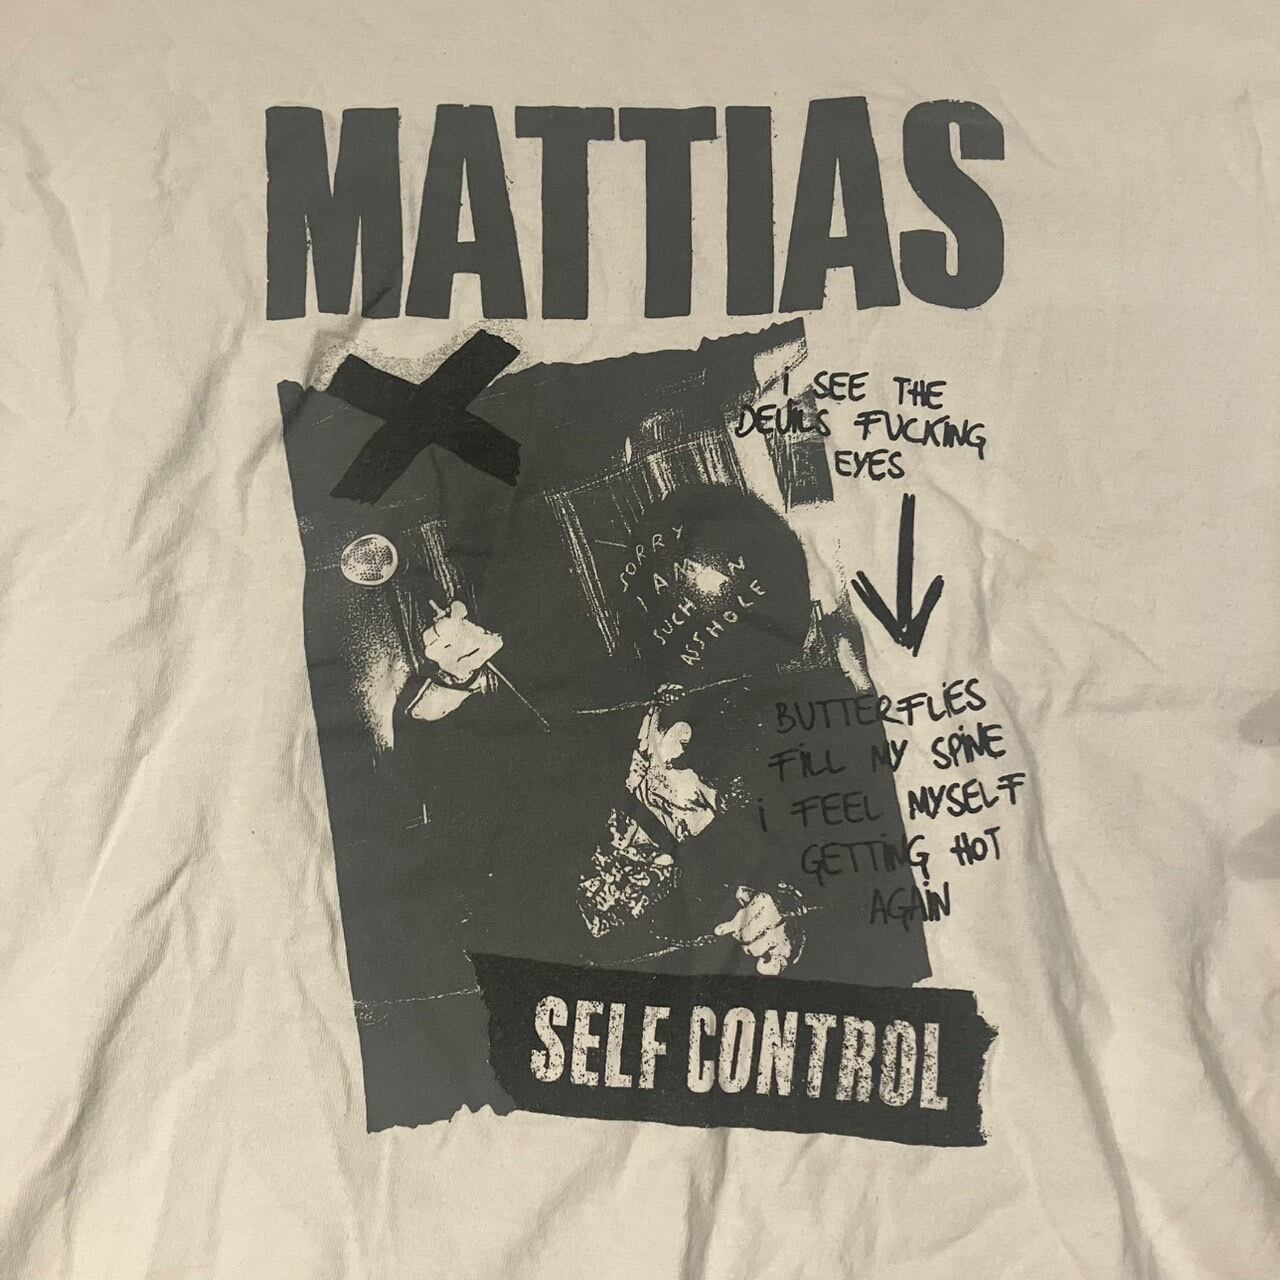 MATTIAS
i SEE THE
DEViLS FUCKiNG
EYES
SORRY
I AM
SUCH AN
ASSHOLE
BUTTERFLiES
FiLL MY SPiNE
i FEEL MYSELF
GETTiNG HOT
AGAiN
SELF CONTROL